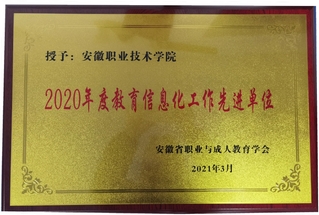 授予：安徽职业技术学院
2020年度教育信息化工作先进单位
安徽省职业与成人教育学会
2021年3月